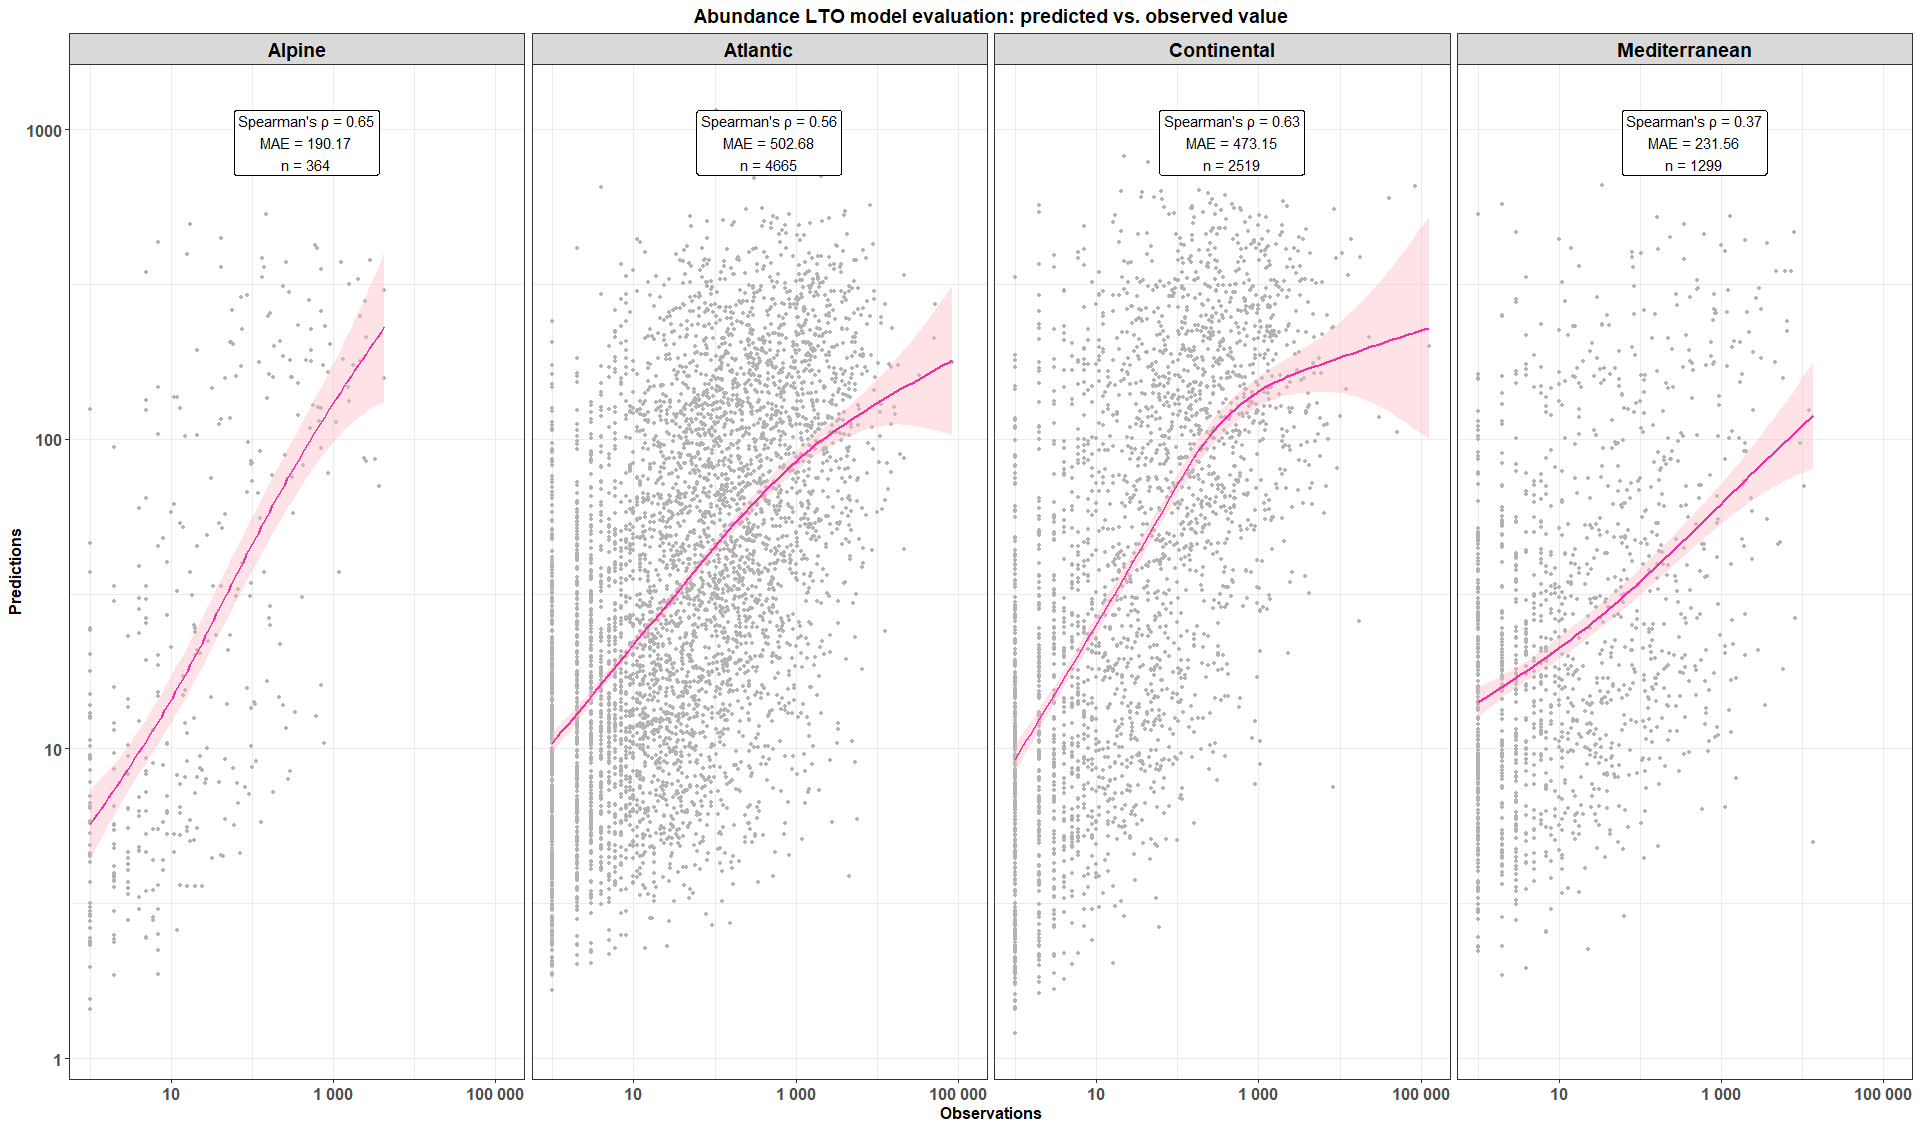 Abundance LTO model evaluation: predicted vs. observed value
Alpine
Atlantic
Continental
Mediterranean
Spearman's ρ = 0.65
MAE = 190.17
n = 364
Spearman's ρ = 0.56
MAE = 502.68
n = 4665
Spearman's ρ = 0.63
MAE = 473.15
n = 2519
Spearman's ρ = 0.37
MAE = 231.56
n = 1299
Predictions
1000
100
10
1
10
1 000
100 000
10
1 000
100 000
10
1 000
100 000
10
1 000
100 000
Observations